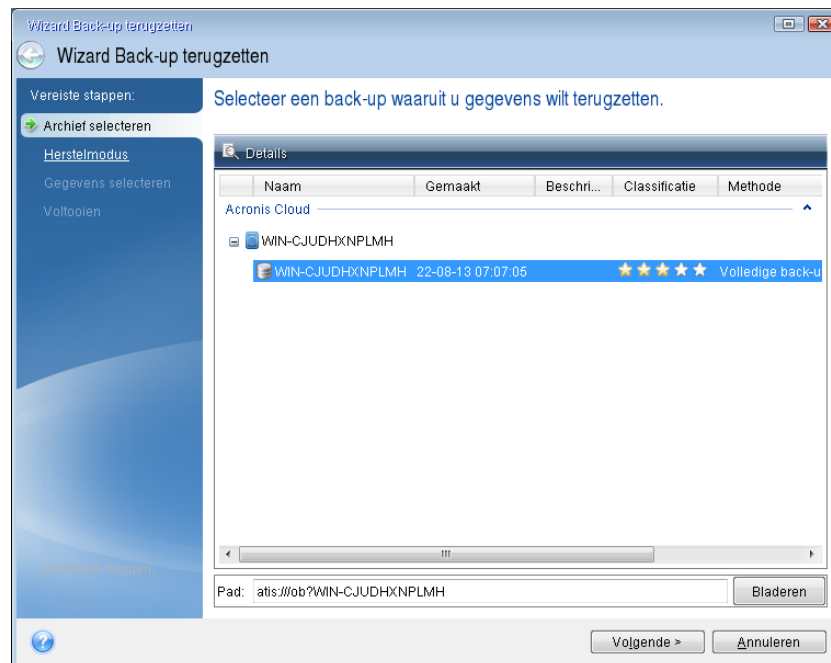 Wizard Back-up terugzetten
Wizard Back-up terugzetten
Vereiste stappen:
Archief selecteren
Herstelmodus
Gegevens selecteren
Voltooien
Selecteer een back-up waaruit u gegevens wilt terugzetten.
Details
Naam Gemaakt Beschri... Classificatie Methode
Acronis Cloud
WIN-CJUDHXNPLMH
WIN-CJUDHXNPLMH 22-08-13 07:07:05 Volledige back-u
stappen
Pad: atis:///ob?WIN-CJUDHXNPLMH Bladeren
Volgende > Annuleren